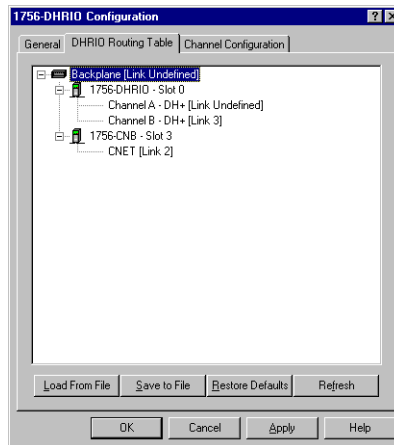 1756-DHRIO Configuration
General DHRIO Routing Table Channel Configuration
Backplane [Link Undefined]
1756-DHRIO - Slot 0
Channel A - DH+ [Link Undefined]
Channel B - DH+ [Link 3]
1756-CNB - Slot 3
CNET [Link 2]
Load From File Save to File Restore Defaults Refresh
OK Cancel Apply Help